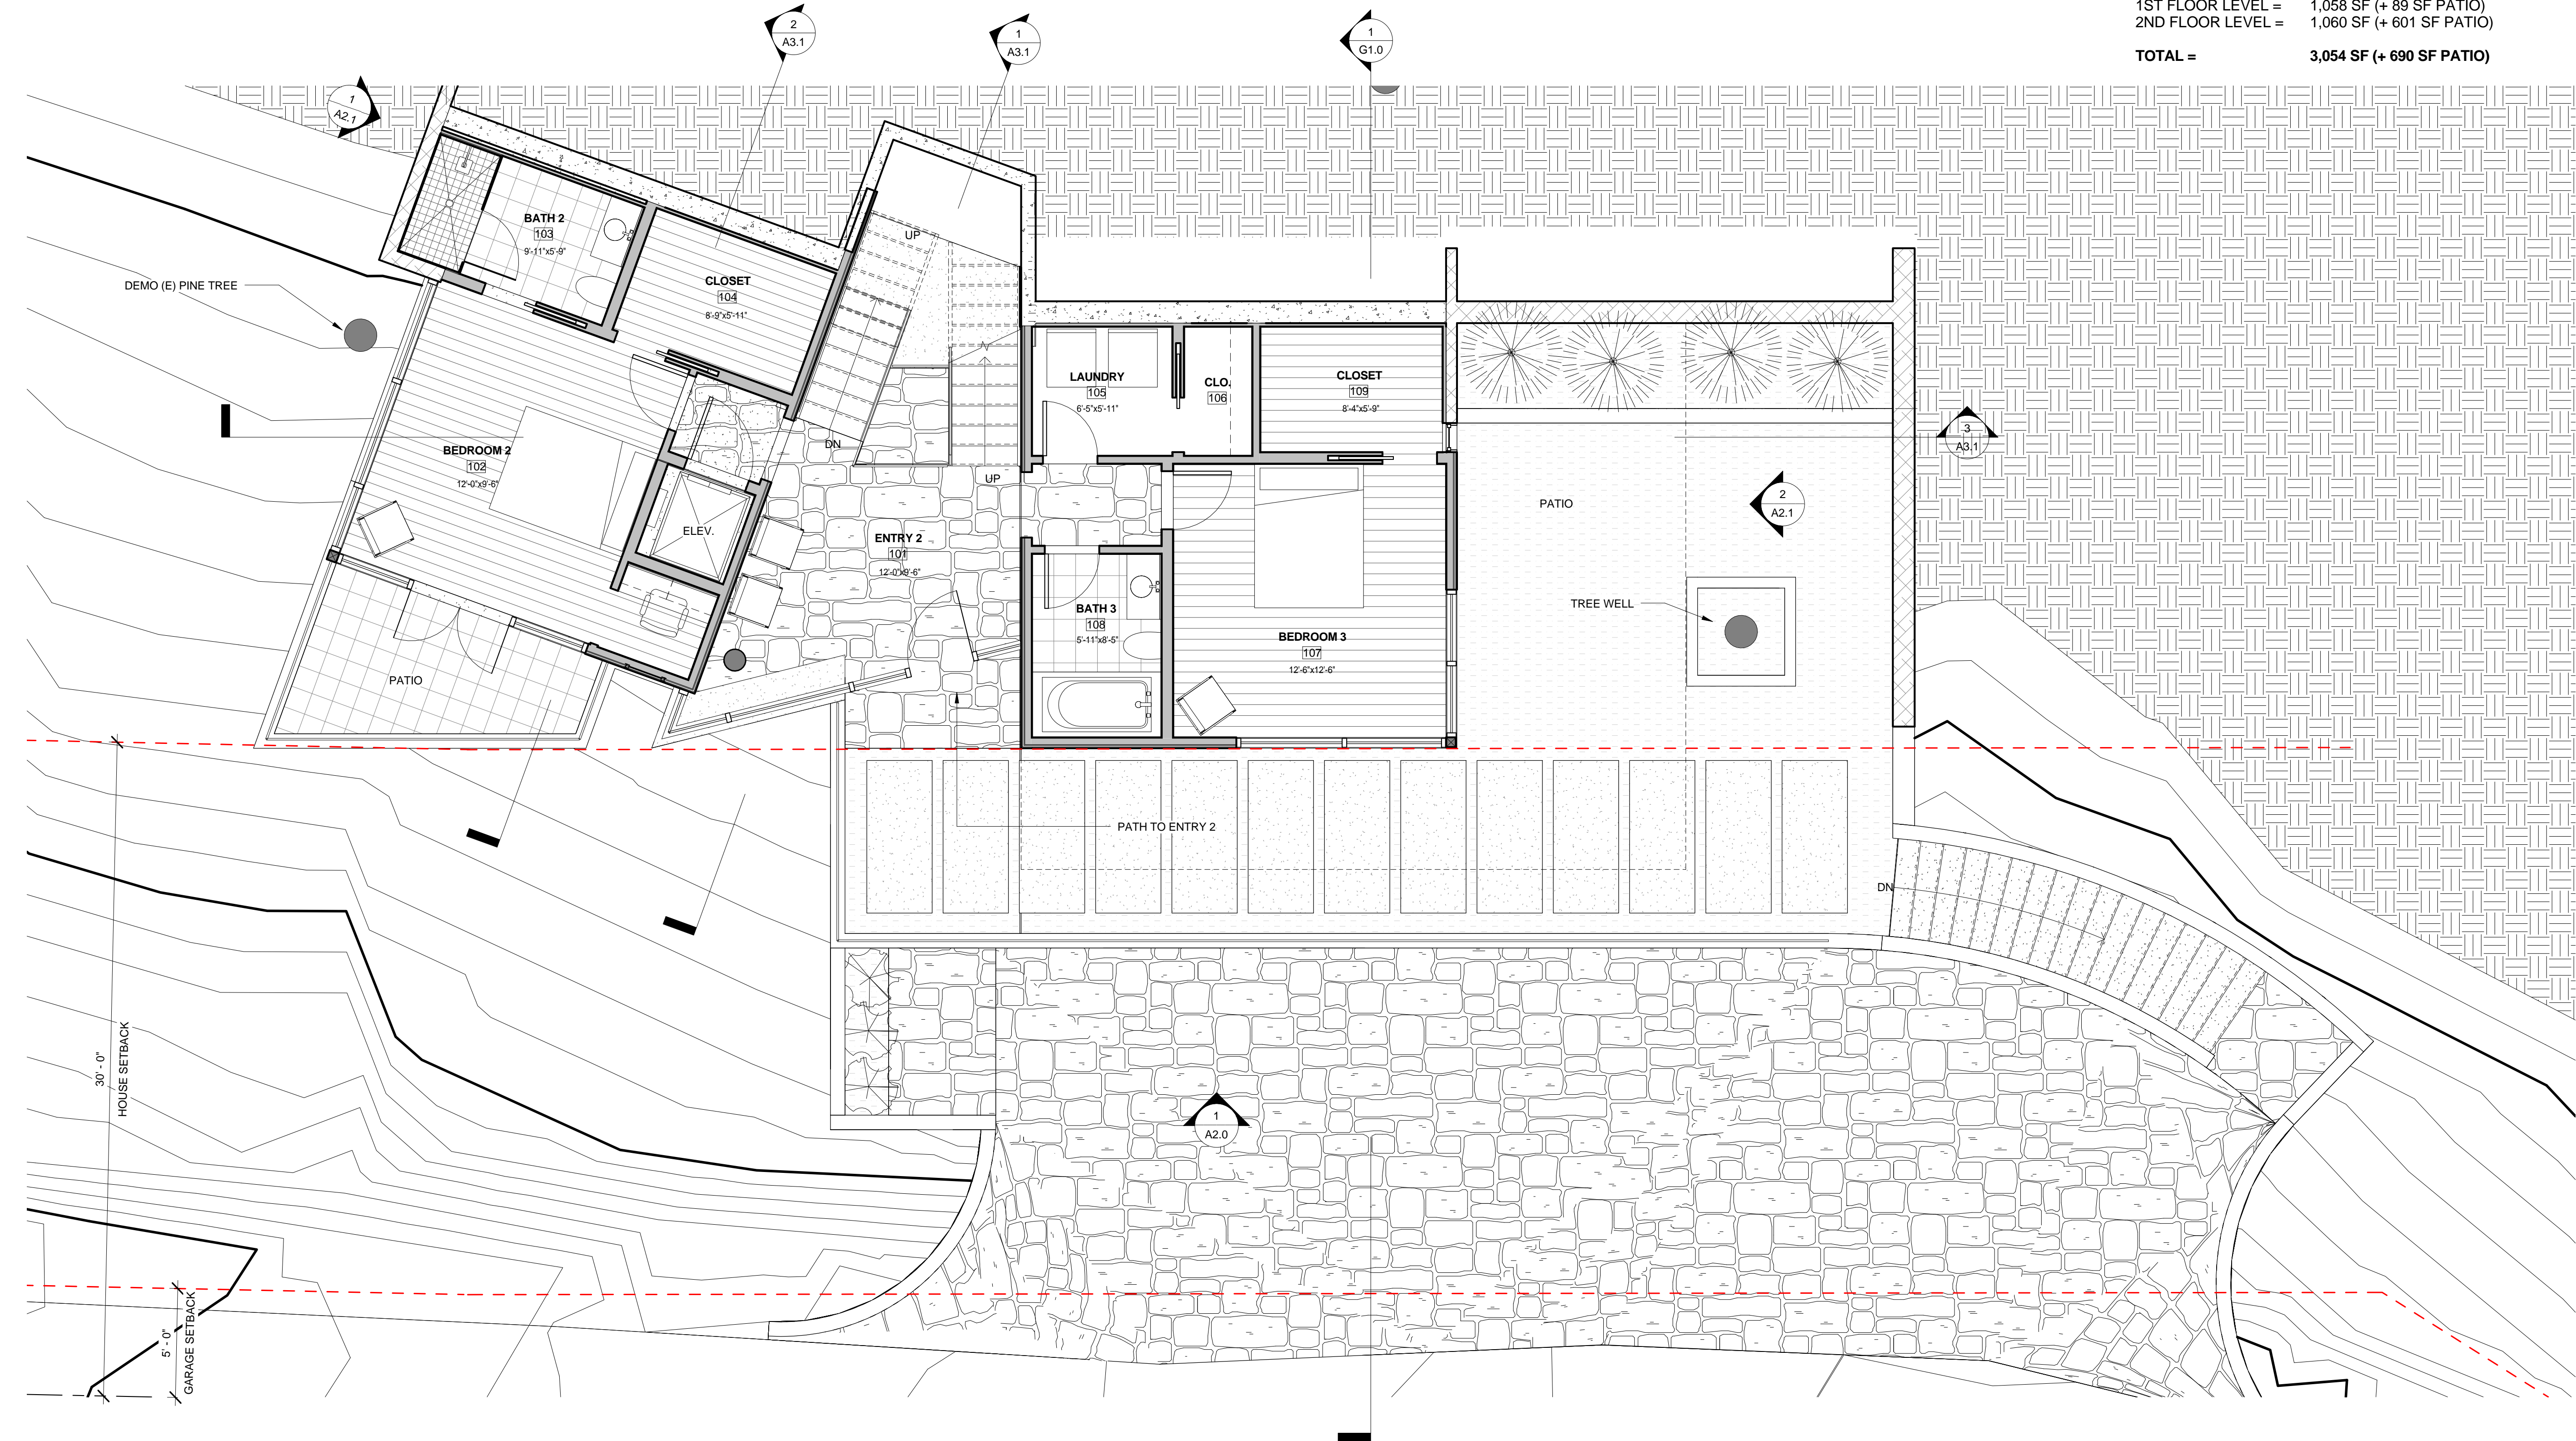 1ST FLOOR LEVEL = 1,058 SF (+ 89 SF PATIO)
2ND FLOOR LEVEL = 1,060 SF (+ 601 SF PATIO)
TOTAL = 3,054 SF (+ 690 SF PATIO)
2
A3.1
1
A3.1
1
G1.0
1
A2.1
BATH 2
103
9'-11"x5'-9"
UP
DEMO (E) PINE TREE
CLOSET
104
8'-9"x5'-11"
LAUNDRY
105
6'-5"x5'-11"
CLO.
106
CLOSET
109
8'-4"x5'-9"
3
A3.1
DN
BEDROOM 2
102
12'-0"x9'-6"
UP
2
A2.1
PATIO
ELEV.
ENTRY 2
101
12'-0"x9'-6"
TREE WELL
BATH 3
108
5'-11"x8'-5"
BEDROOM 3
107
12'-6"x12'-6"
PATIO
PATH TO ENTRY 2
DN
30' - 0"
HOUSE SETBACK
1
A2.0
5' - 0"
GARAGE SETBACK